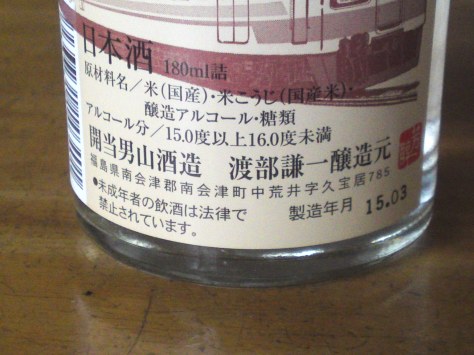 日本酒 180ml詰
原材料名／米(国産)・米こうじ(国産米)・
醸造アルコール・糖類
アルコール分／15.0度以上16.0度未満
開当男山酒造 渡部謙一醸造元
福島県南会津郡南会津町中荒井字久宝居785
●未成年者の飲酒は法律で
禁止されています。
製造年月 15.03